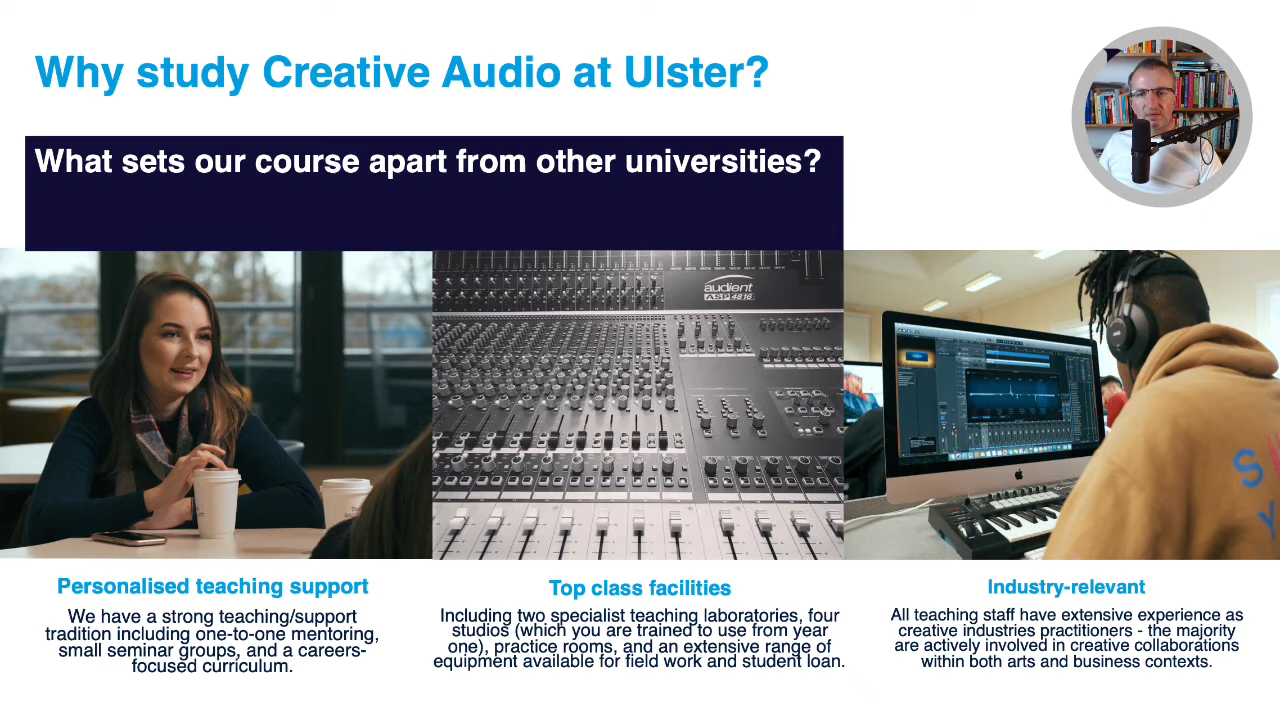 Why study Creative Audio at Ulster?
What sets our course apart from other universities?
audient
ASP4816
S
Y
Personalised teaching support
We have a strong teaching/support
tradition including one-to-one mentoring,
small seminar groups, and a careers-
focused curriculum.
Top class facilities
Including two specialist teaching laboratories, four
studios (which you are trained to use from year
one), practice rooms, and an extensive range of
equipment available for field work and student loan.
Industry-relevant
All teaching staff have extensive experience as
creative industries practitioners - the majority
are actively involved in creative collaborations
within both arts and business contexts.